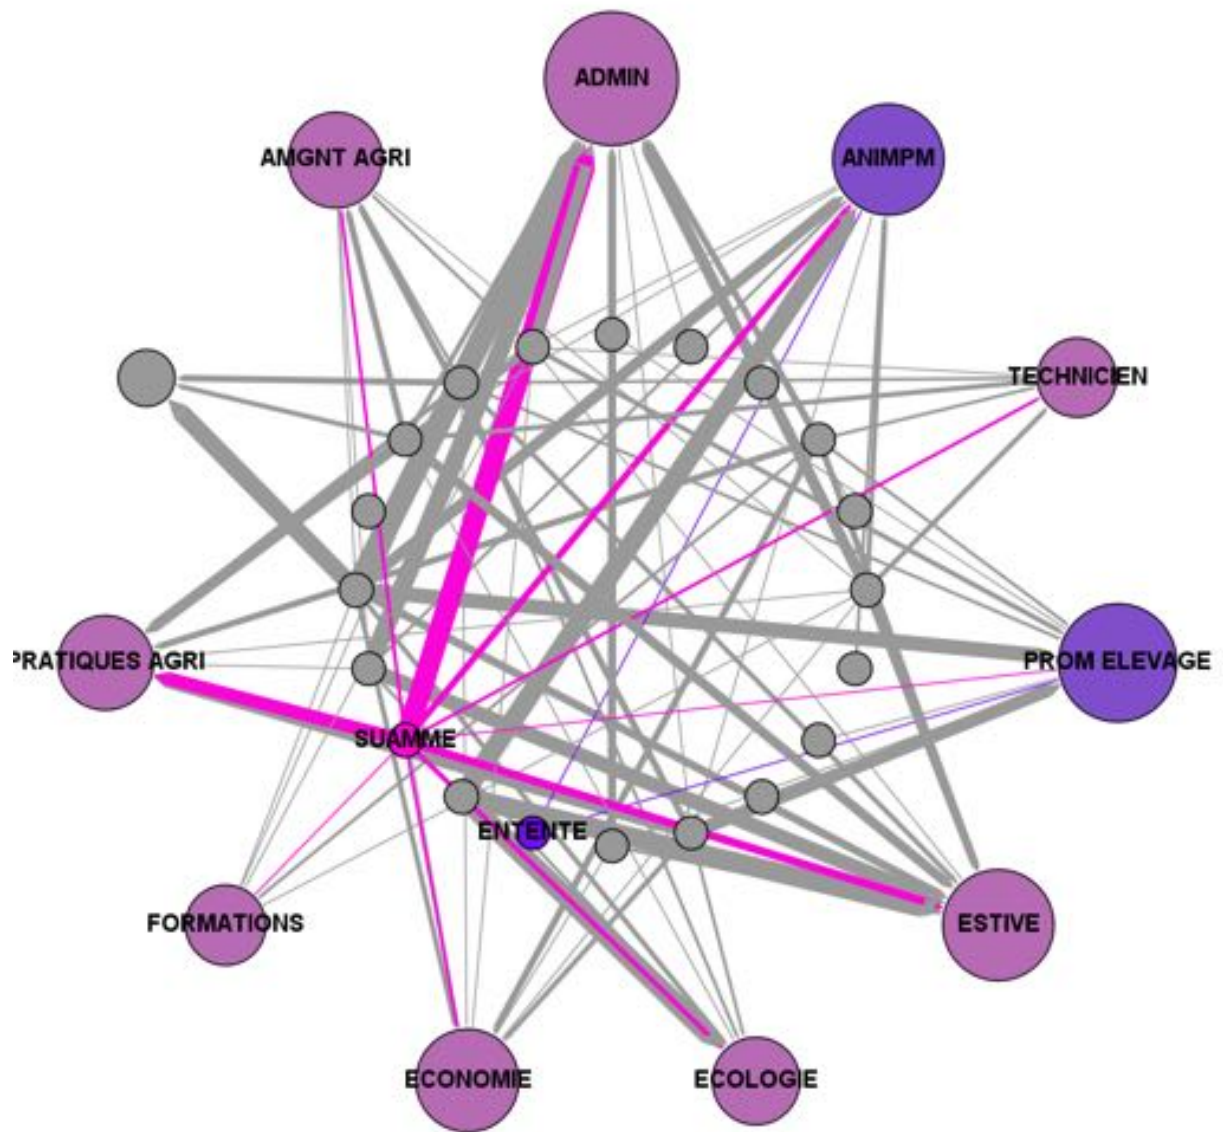 ADMIN
AMGNT AGRI
ANIMPM
TECHNICIEN
PRATIQUES AGRI
PROM ELEVAGE
SUAMME
ENTENTE
FORMATIONS
ESTIVE
ECONOMIE
ECOLOGIE